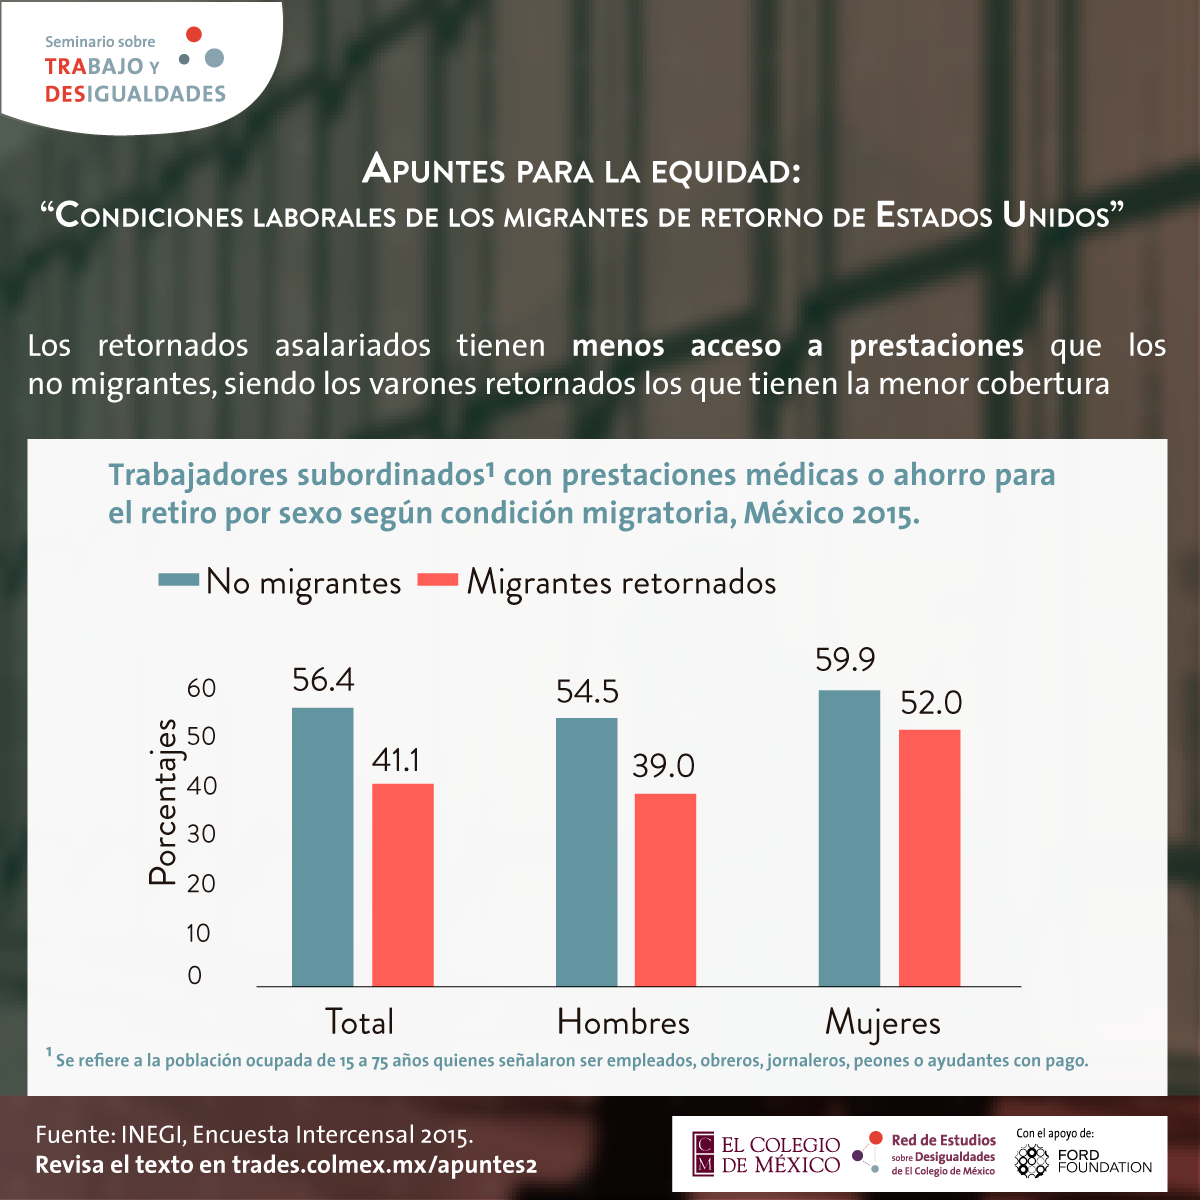 Seminario sobre
TRABAJO Y
DESIGUALDADES
APUNTES PARA LA EQUIDAD:
“CONDICIONES LABORALES DE LOS MIGRANTES DE RETORNO DE ESTADOS UNIDOS”
Los retornados asalariados tienen menos acceso a prestaciones que los
no migrantes, siendo los varones retornados los que tienen la menor cobertura
Trabajadores subordinados¹ con prestaciones médicas o ahorro para
el retiro por sexo según condición migratoria, México 2015.
No migrantes Migrantes retornados
Porcentajes
60
50
40
30
20
10
0
56.4
41.1
54.5
39.0
59.9
52.0
Total Hombres Mujeres
¹ Se refiere a la población ocupada de 15 a 75 años quienes señalaron ser empleados, obreros, jornaleros, peones o ayudantes con pago.
Fuente: INEGI, Encuesta Intercensal 2015.
Revisa el texto en trades.colmex.mx/apuntes2
C
M
EL COLEGIO
DE MÉXICO
Red de Estudios
sobre Desigualdades
de El Colegio de México
Con el apoyo de:
FORD
FOUNDATION